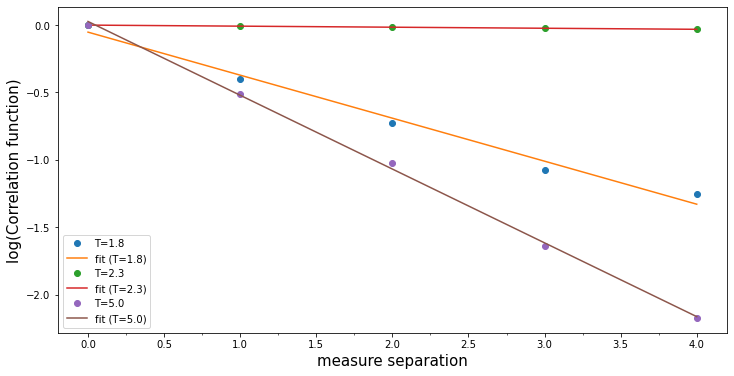 0.0
−0.5
−1.0
−1.5
−2.0
log(Correlation function)
T=1.8
fit (T=1.8)
T=2.3
fit (T=2.3)
T=5.0
fit (T=5.0)
0.0 0.5 1.0 1.5 2.0 2.5 3.0 3.5 4.0
measure separation